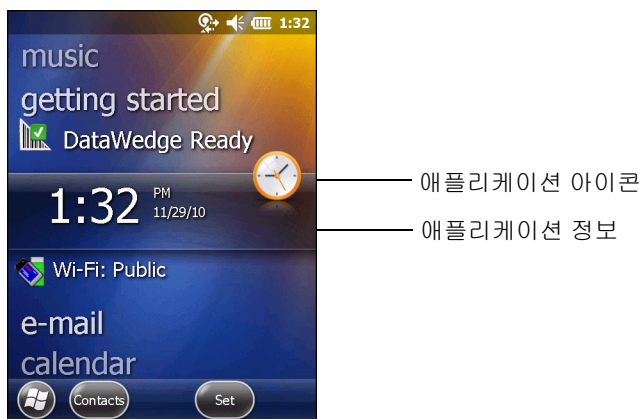 1:32
music
getting started
DataWedge Ready
애플리케이션 아이콘
1:32 PM
11/29/10
애플리케이션 정보
Wi-Fi: Public
e-mail
calendar
Contacts
Set